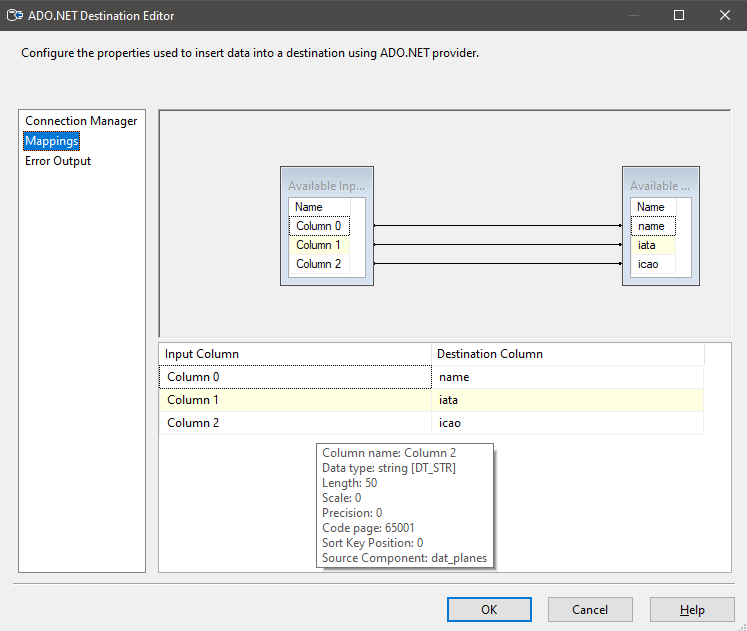 ADO.NET Destination Editor
Configure the properties used to insert data into a destination using ADO.NET provider.
Connection Manager
Mappings
Error Output
Available Inp...
Name
Column 0
Column 1
Column 2
Available ...
Name
name
iata
icao
Input Column Destination Column
Column 0 name
Column 1 iata
Column 2 icao
Column name: Column 2
Data type: string [DT_STR]
Length: 50
Scale: 0
Precision: 0
Code page: 65001
Sort Key Position: 0
Source Component: dat_planes
OK Cancel Help